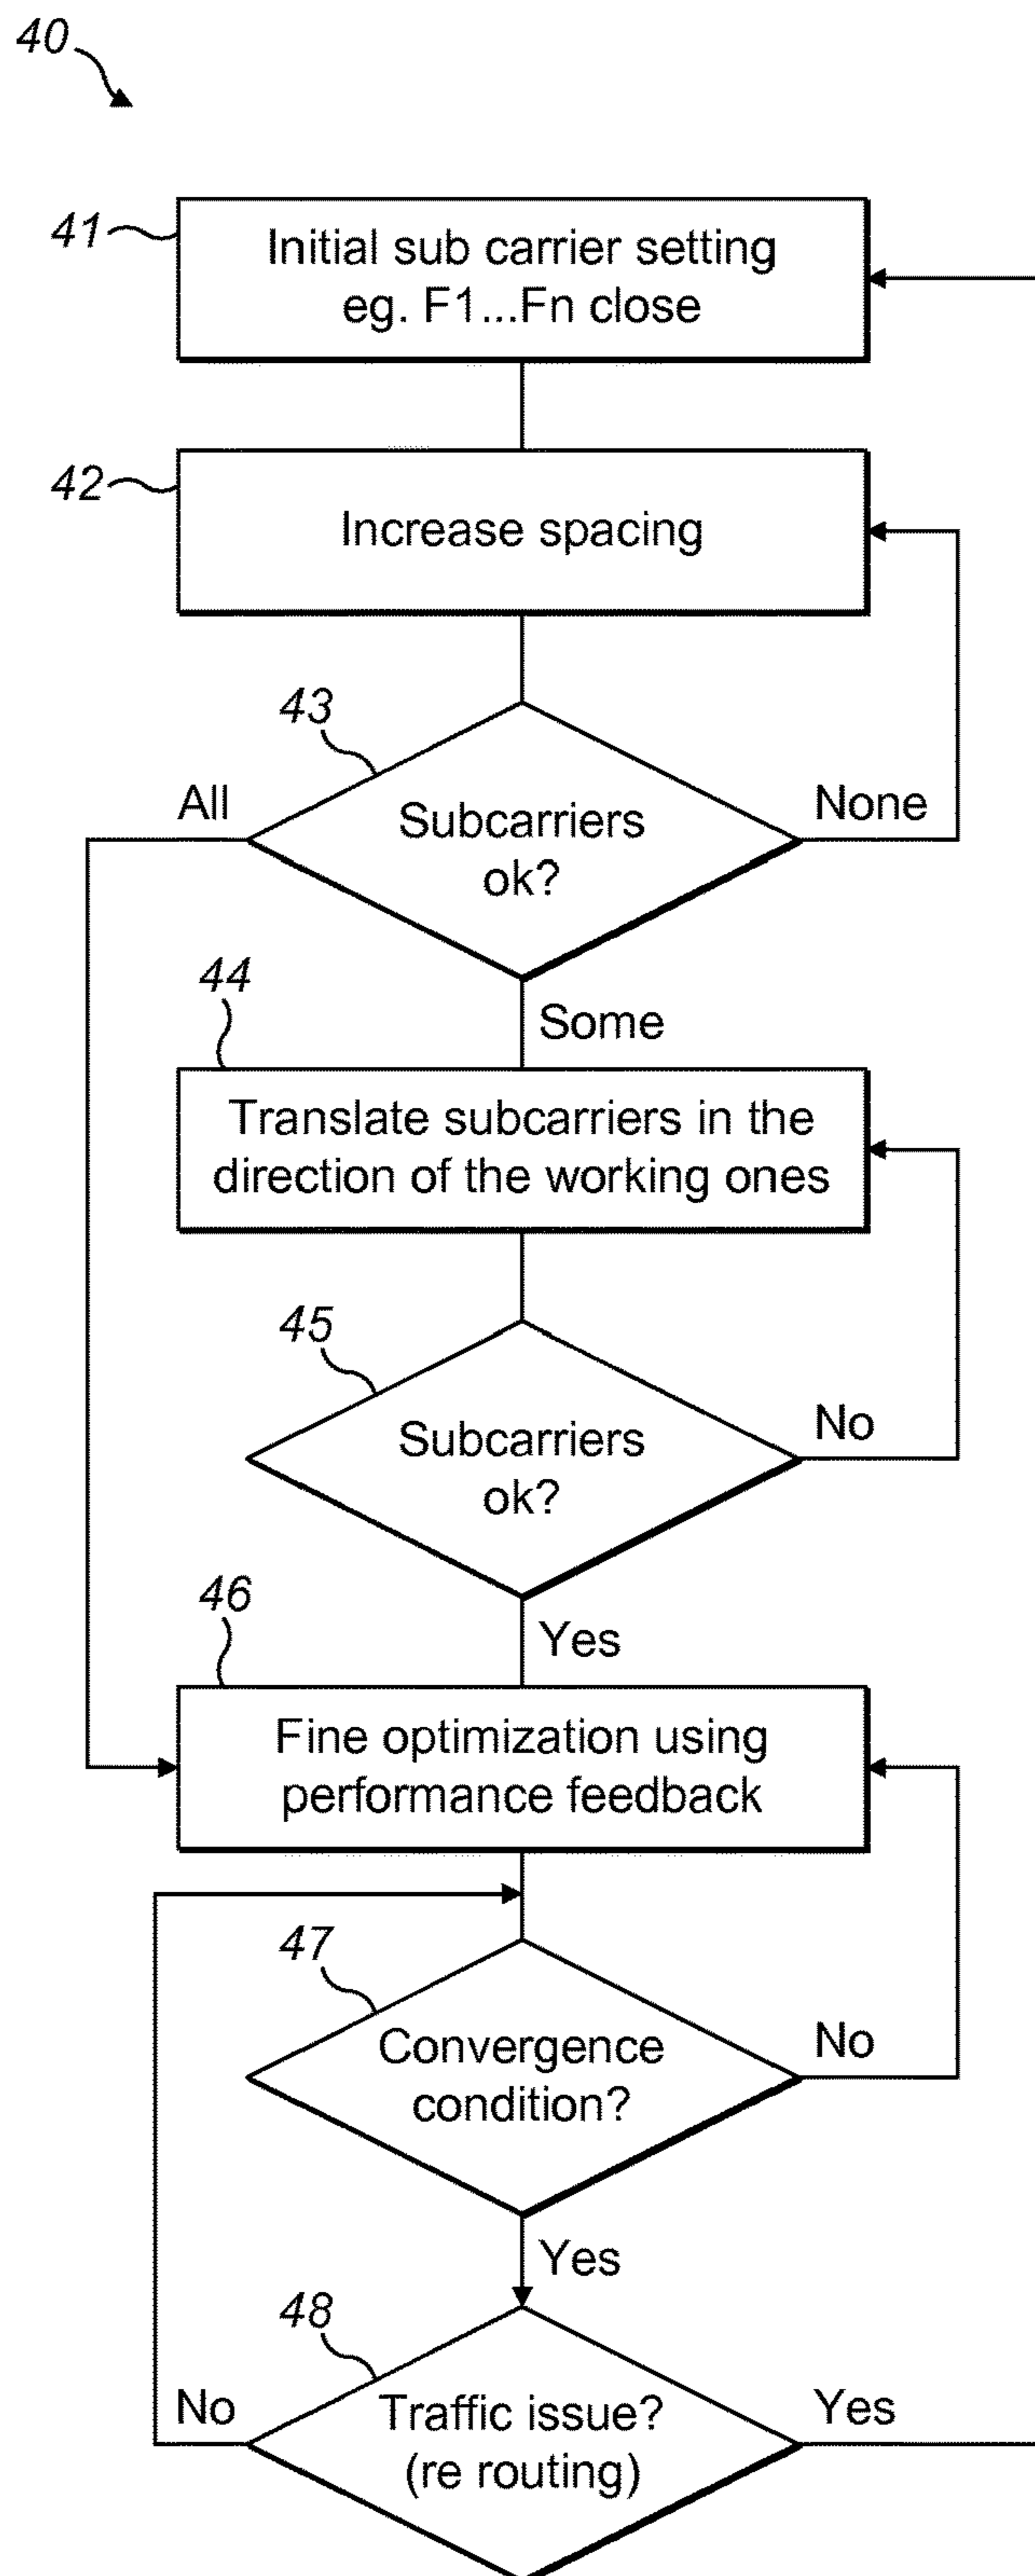 40
41
Initial sub carrier setting
eg. F1...Fn close
42
Increase spacing
43
All
None
Subcarriers
ok?
44
Some
Translate subcarriers in the
direction of the working ones
45
Subcarriers
ok?
No
46
Yes
Fine optimization using
performance feedback
47
Convergence
condition?
No
Yes
48
No
Traffic issue?
(re routing)
Yes